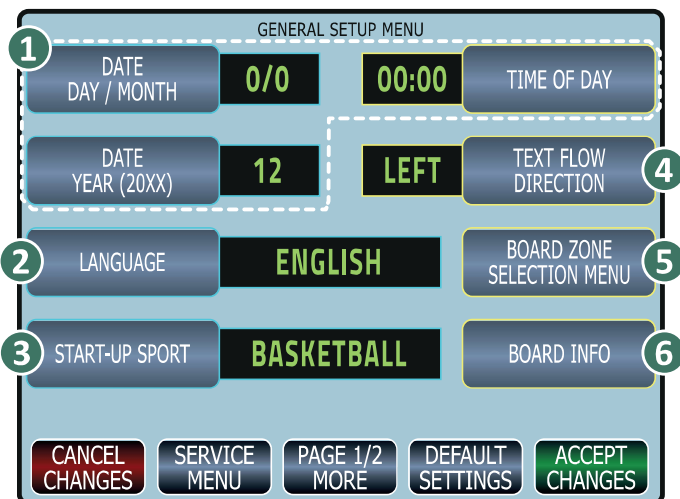 GENERAL SETUP MENU
1
DATE
DAY / MONTH
0/0
00:00
TIME OF DAY
DATE
YEAR (20XX)
12
LEFT
TEXT FLOW
DIRECTION
4
2
LANGUAGE
ENGLISH
BOARD ZONE
SELECTION MENU
5
3
START-UP SPORT
BASKETBALL
BOARD INFO
6
CANCEL
CHANGES
SERVICE
MENU
PAGE 1/2
MORE
DEFAULT
SETTINGS
ACCEPT
CHANGES